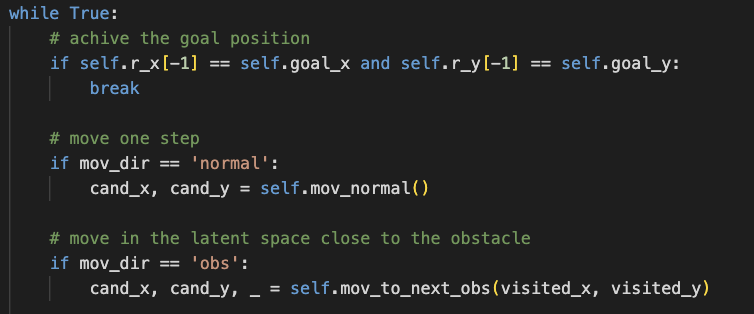 while True:
    # achive the goal position
    if self.r_x[-1] == self.goal_x and self.r_y[-1] == self.goal_y:
        break

    # move one step
    if mov_dir == 'normal':
        cand_x, cand_y = self.mov_normal()

    # move in the latent space close to the obstacle
    if mov_dir == 'obs':
        cand_x, cand_y, _ = self.mov_to_next_obs(visited_x, visited_y)